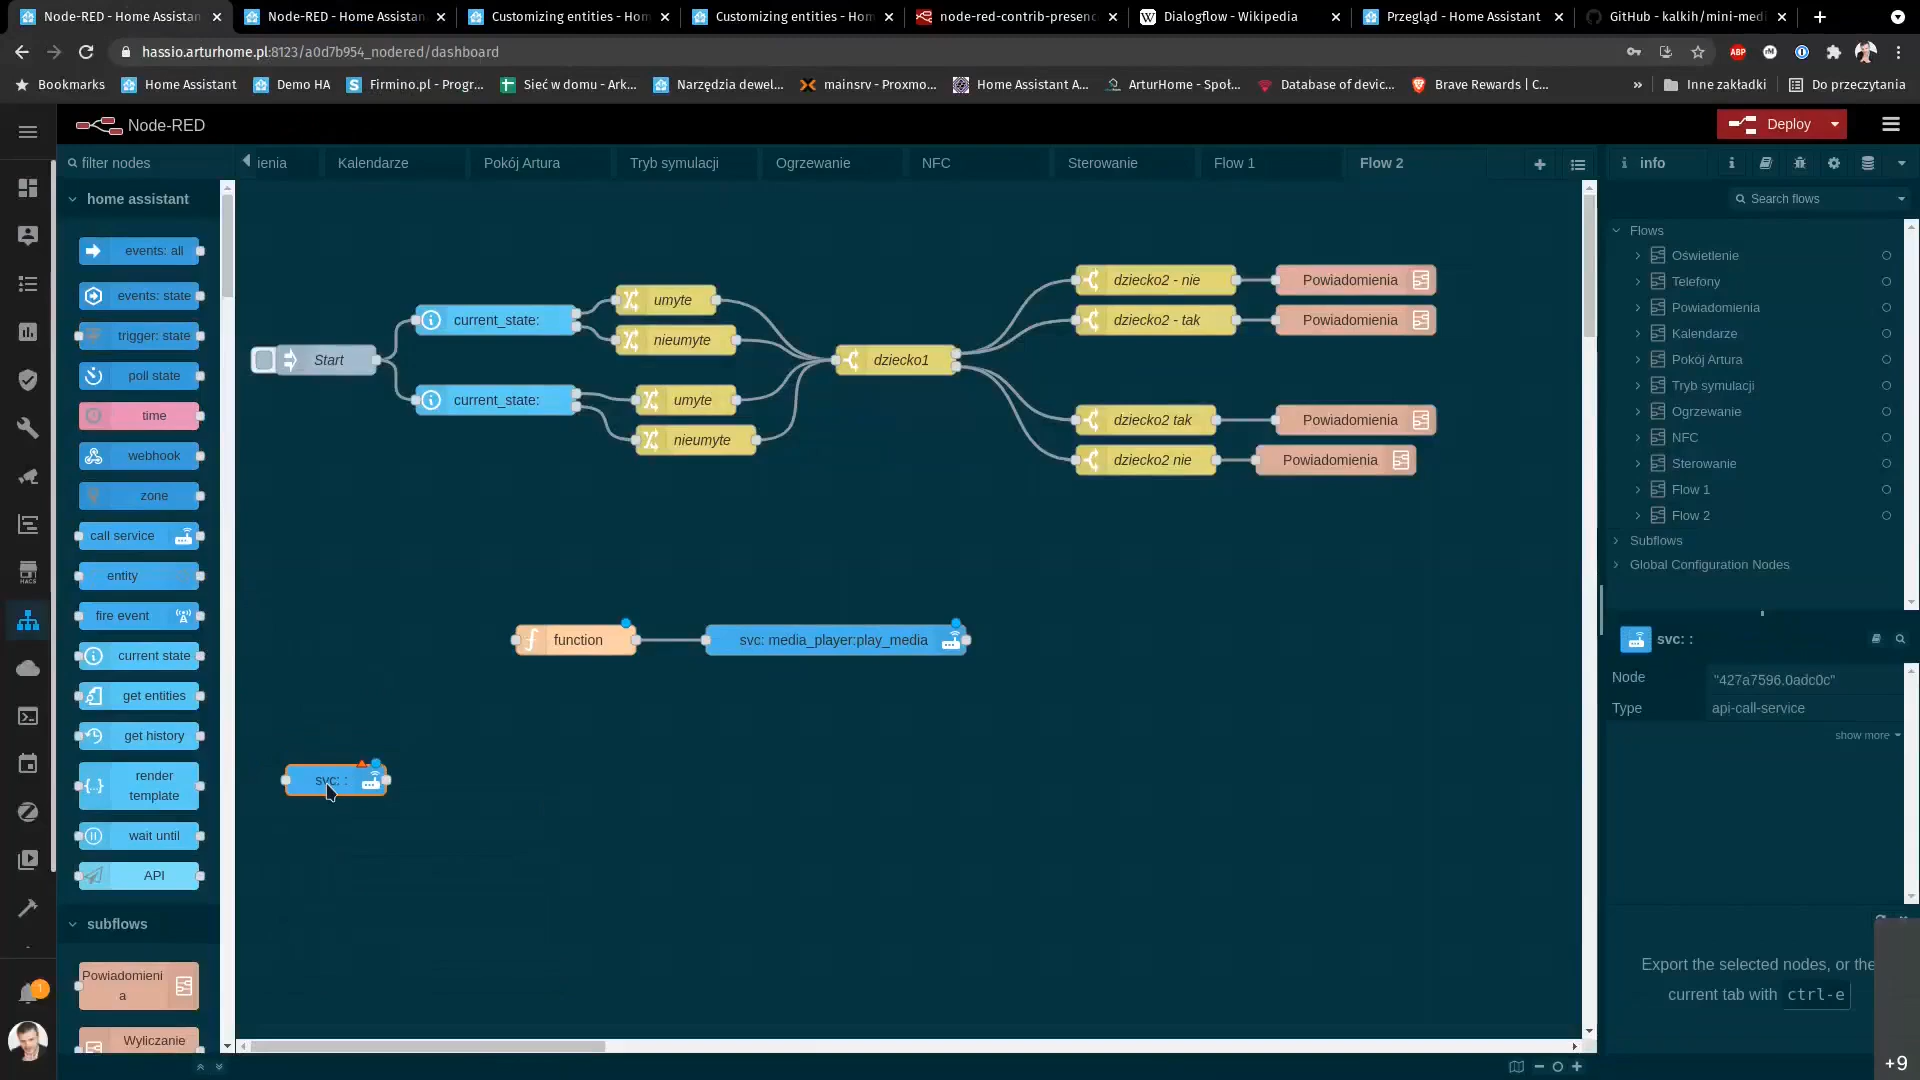 Node-RED - Home Assistan
Node-RED - Home Assistan
Customizing entities - Hom
Customizing entities - Hom
node-red-contrib-presenc
Dialogflow - Wikipedia
Przegląd - Home Assistant
GitHub - kalkih/mini-medi
hassio.arturhome.pl:8123/a0d7b954_nodered/dashboard
ABP
Bookmarks
Home Assistant
Demo HA
Firmino.pl - Progr...
Sieć w domu - Ark...
Narzędzia dewel...
mainsrv - Proxmo...
Home Assistant A...
ArturHome - Społ...
Database of devic...
Brave Rewards | C...
»
Inne zakładki
Do przeczytania
Node-RED
Deploy
filter nodes
ienia
Kalendarze
Pokój Artura
Tryb symulacji
Ogrzewanie
NFC
Sterowanie
Flow 1
Flow 2
info
Search flows
home assistant
events: all
events: state
trigger: state
poll state
time
webhook
zone
call service
entity
fire event
current state
get entities
get history
render
template
wait until
API
subflows
Powiadomieni
a
Wyliczanie
HACS
1
Start
current_state:
current_state:
umyte
nieumyte
umyte
nieumyte
dziecko1
dziecko2 - nie
dziecko2 - tak
dziecko2 tak
dziecko2 nie
Powiadomienia
Powiadomienia
Powiadomienia
Powiadomienia
function
svc: media_player:play_media
svc: :
Flows
Oświetlenie
Telefony
Powiadomienia
Kalendarze
Pokój Artura
Tryb symulacji
Ogrzewanie
NFC
Sterowanie
Flow 1
Flow 2
Subflows
Global Configuration Nodes
svc: :
Node
"427a7596.0adc0c"
Type
api-call-service
show more
Export the selected nodes, or the
current tab with ctrl-e
+9